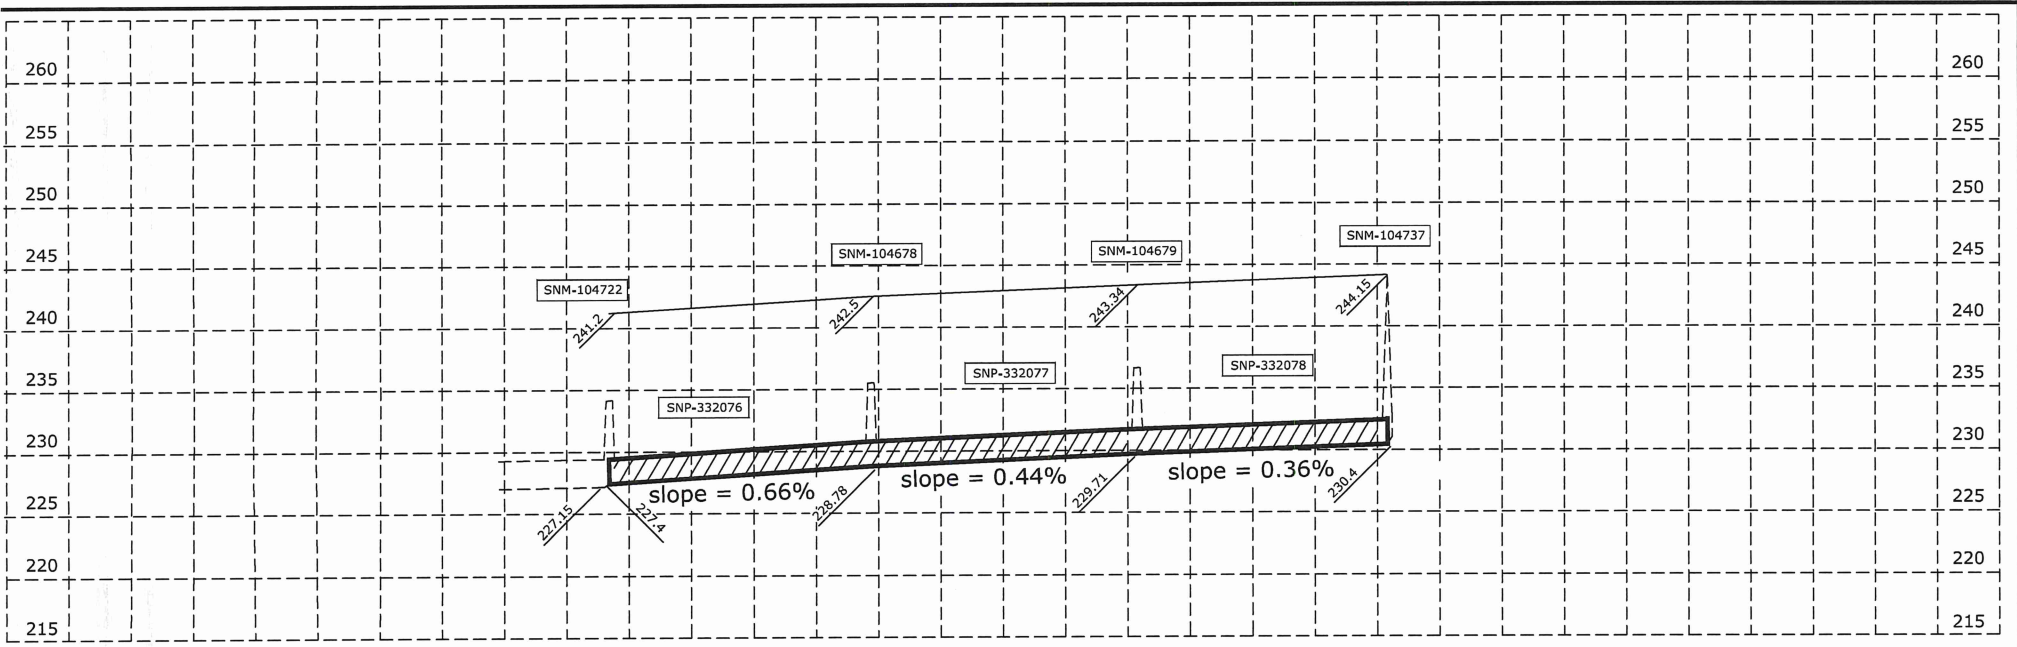 260 260
255 255
250 250
SNM-104737
SNM-104678 SNM-104679
245 245
SNM-104722
241.2 242.5 243.34 244.15
240 240
SNP-332077 SNP-332078
235 235
SNP-332076
230 230
slope = 0.66% slope = 0.44% slope = 0.36%
227.15 227.4 228.78 229.71 230.4
225 225
220 220
215 215